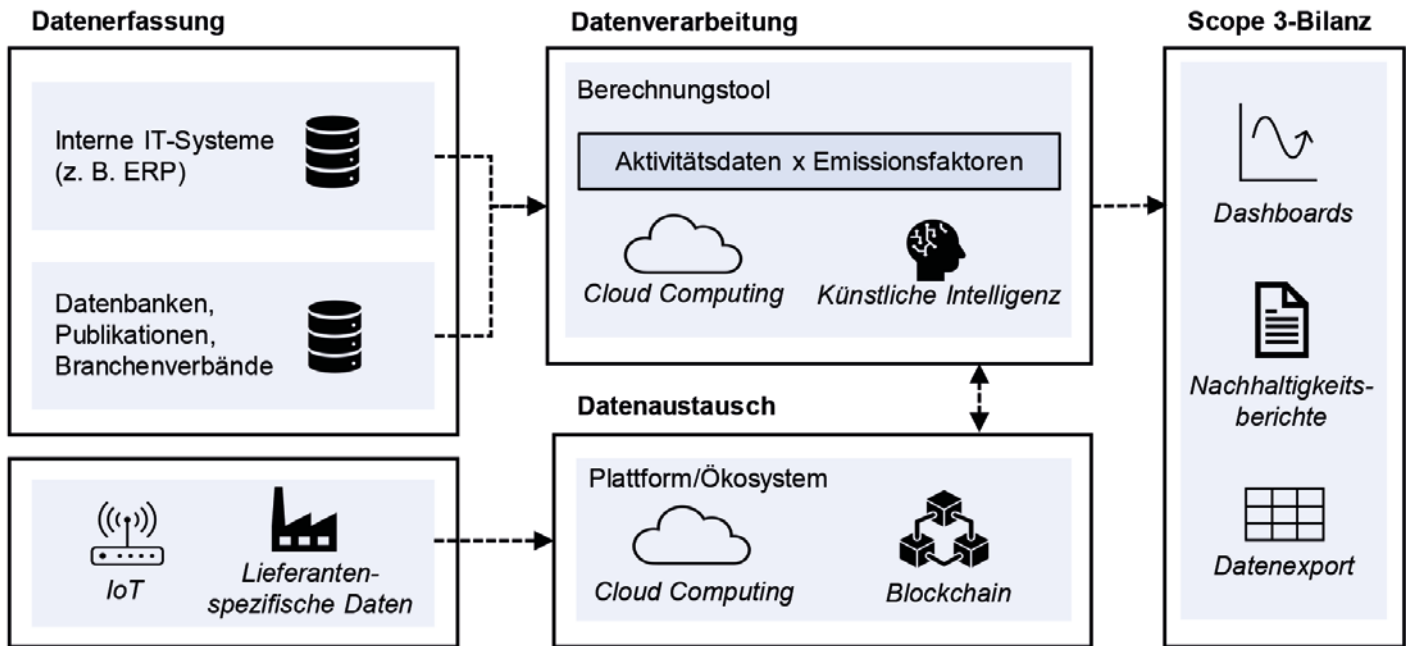 Datenerfassung
Interne IT-Systeme
(z. B. ERP)
Datenbanken,
Publikationen,
Branchenverbände
IoT
Lieferanten-
spezifische Daten
Datenverarbeitung
Berechnungstool
Aktivitätsdaten x Emissionsfaktoren
Cloud Computing
Künstliche Intelligenz
Datenaustausch
Plattform/Ökosystem
Cloud Computing
Blockchain
Scope 3-Bilanz
Dashboards
Nachhaltigkeits-
berichte
Datenexport